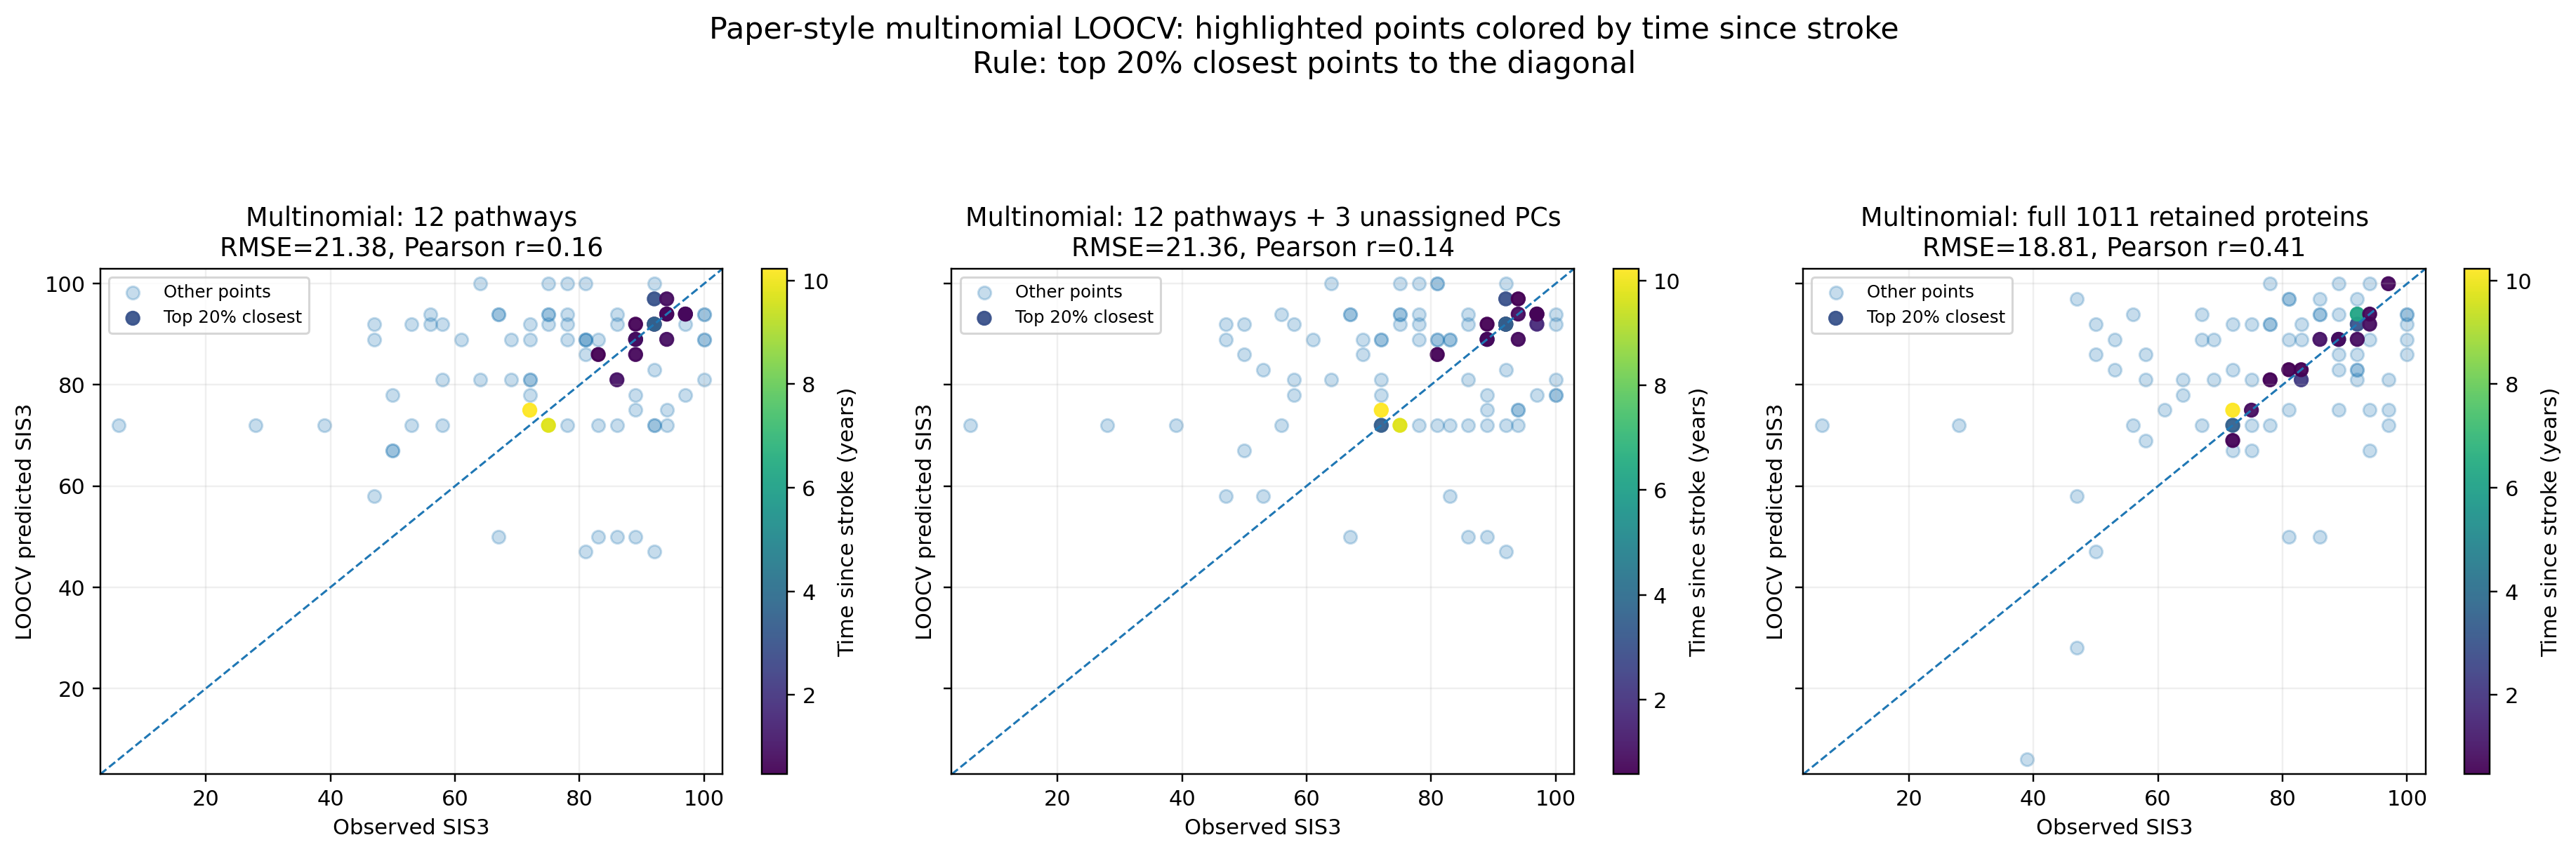 Paper-style multinomial LOOCV: highlighted points colored by time since stroke
Rule: top 20% closest points to the diagonal
Multinomial: 12 pathways
RMSE=21.38, Pearson r=0.16
Other points
Top 20% closest
100
80
60
40
20
LOOCV predicted SIS3
20
40
60
80
100
Observed SIS3
10
8
6
4
2
Time since stroke (years)
Multinomial: 12 pathways + 3 unassigned PCs
RMSE=21.36, Pearson r=0.14
Other points
Top 20% closest
LOOCV predicted SIS3
20
40
60
80
100
Observed SIS3
10
8
6
4
2
Time since stroke (years)
Multinomial: full 1011 retained proteins
RMSE=18.81, Pearson r=0.41
Other points
Top 20% closest
LOOCV predicted SIS3
20
40
60
80
100
Observed SIS3
10
8
6
4
2
Time since stroke (years)